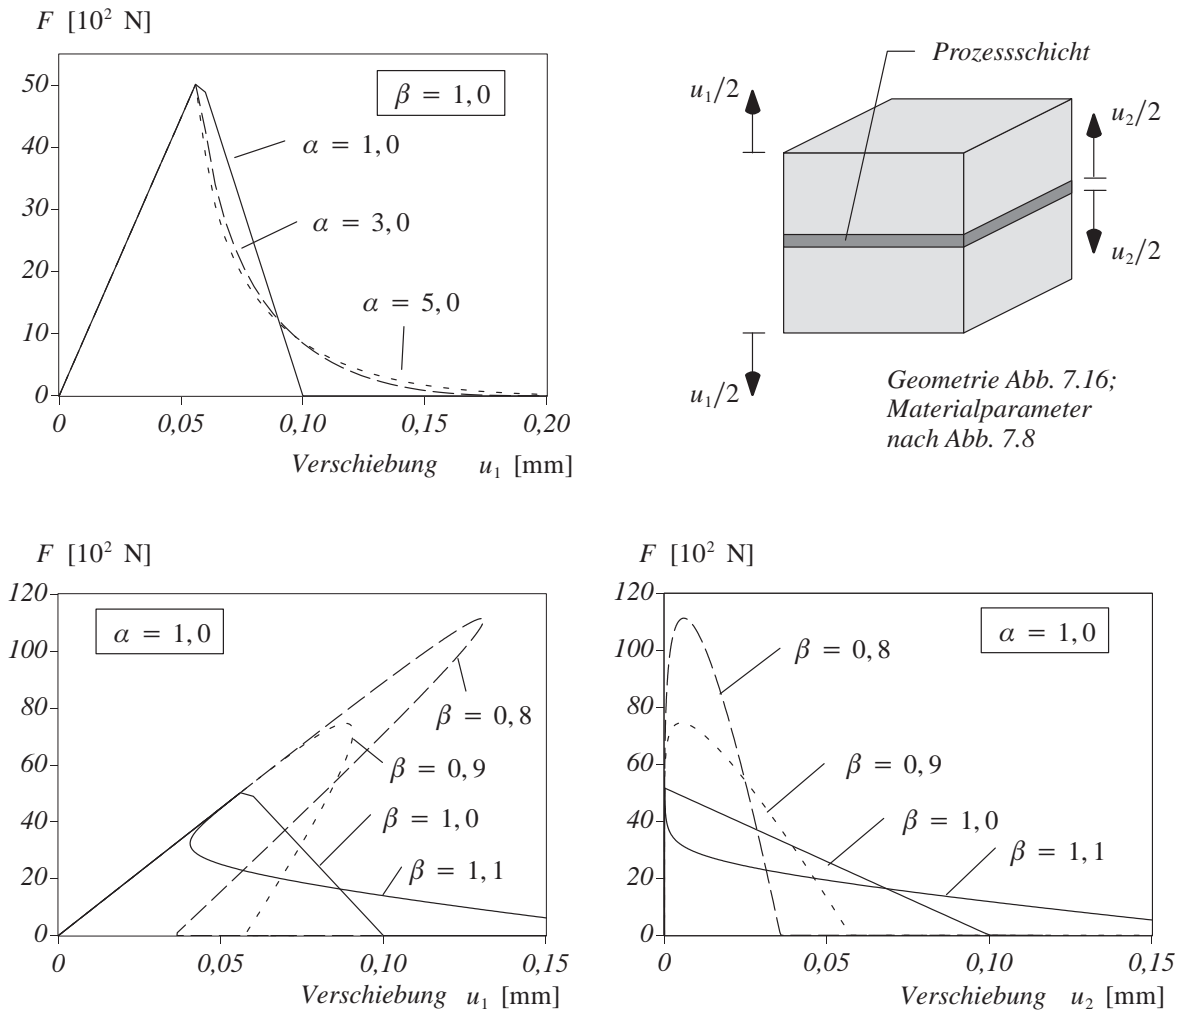 F [10² N]
50
40
30
20
10
0
0 0,05 0,10 0,15 0,20
Verschiebung u₁ [mm]
β = 1,0
α = 1,0
α = 3,0
α = 5,0
Prozessschicht
u₁/2
u₂/2
u₂/2
u₁/2
Geometrie Abb. 7.16;
Materialparameter
nach Abb. 7.8
F [10² N]
120
100
80
60
40
20
0
0 0,05 0,10 0,15
Verschiebung u₁ [mm]
α = 1,0
β = 0,8
β = 0,9
β = 1,0
β = 1,1
F [10² N]
120
100
80
60
40
20
0
0 0,05 0,10 0,15
Verschiebung u₂ [mm]
α = 1,0
β = 0,8
β = 0,9
β = 1,0
β = 1,1